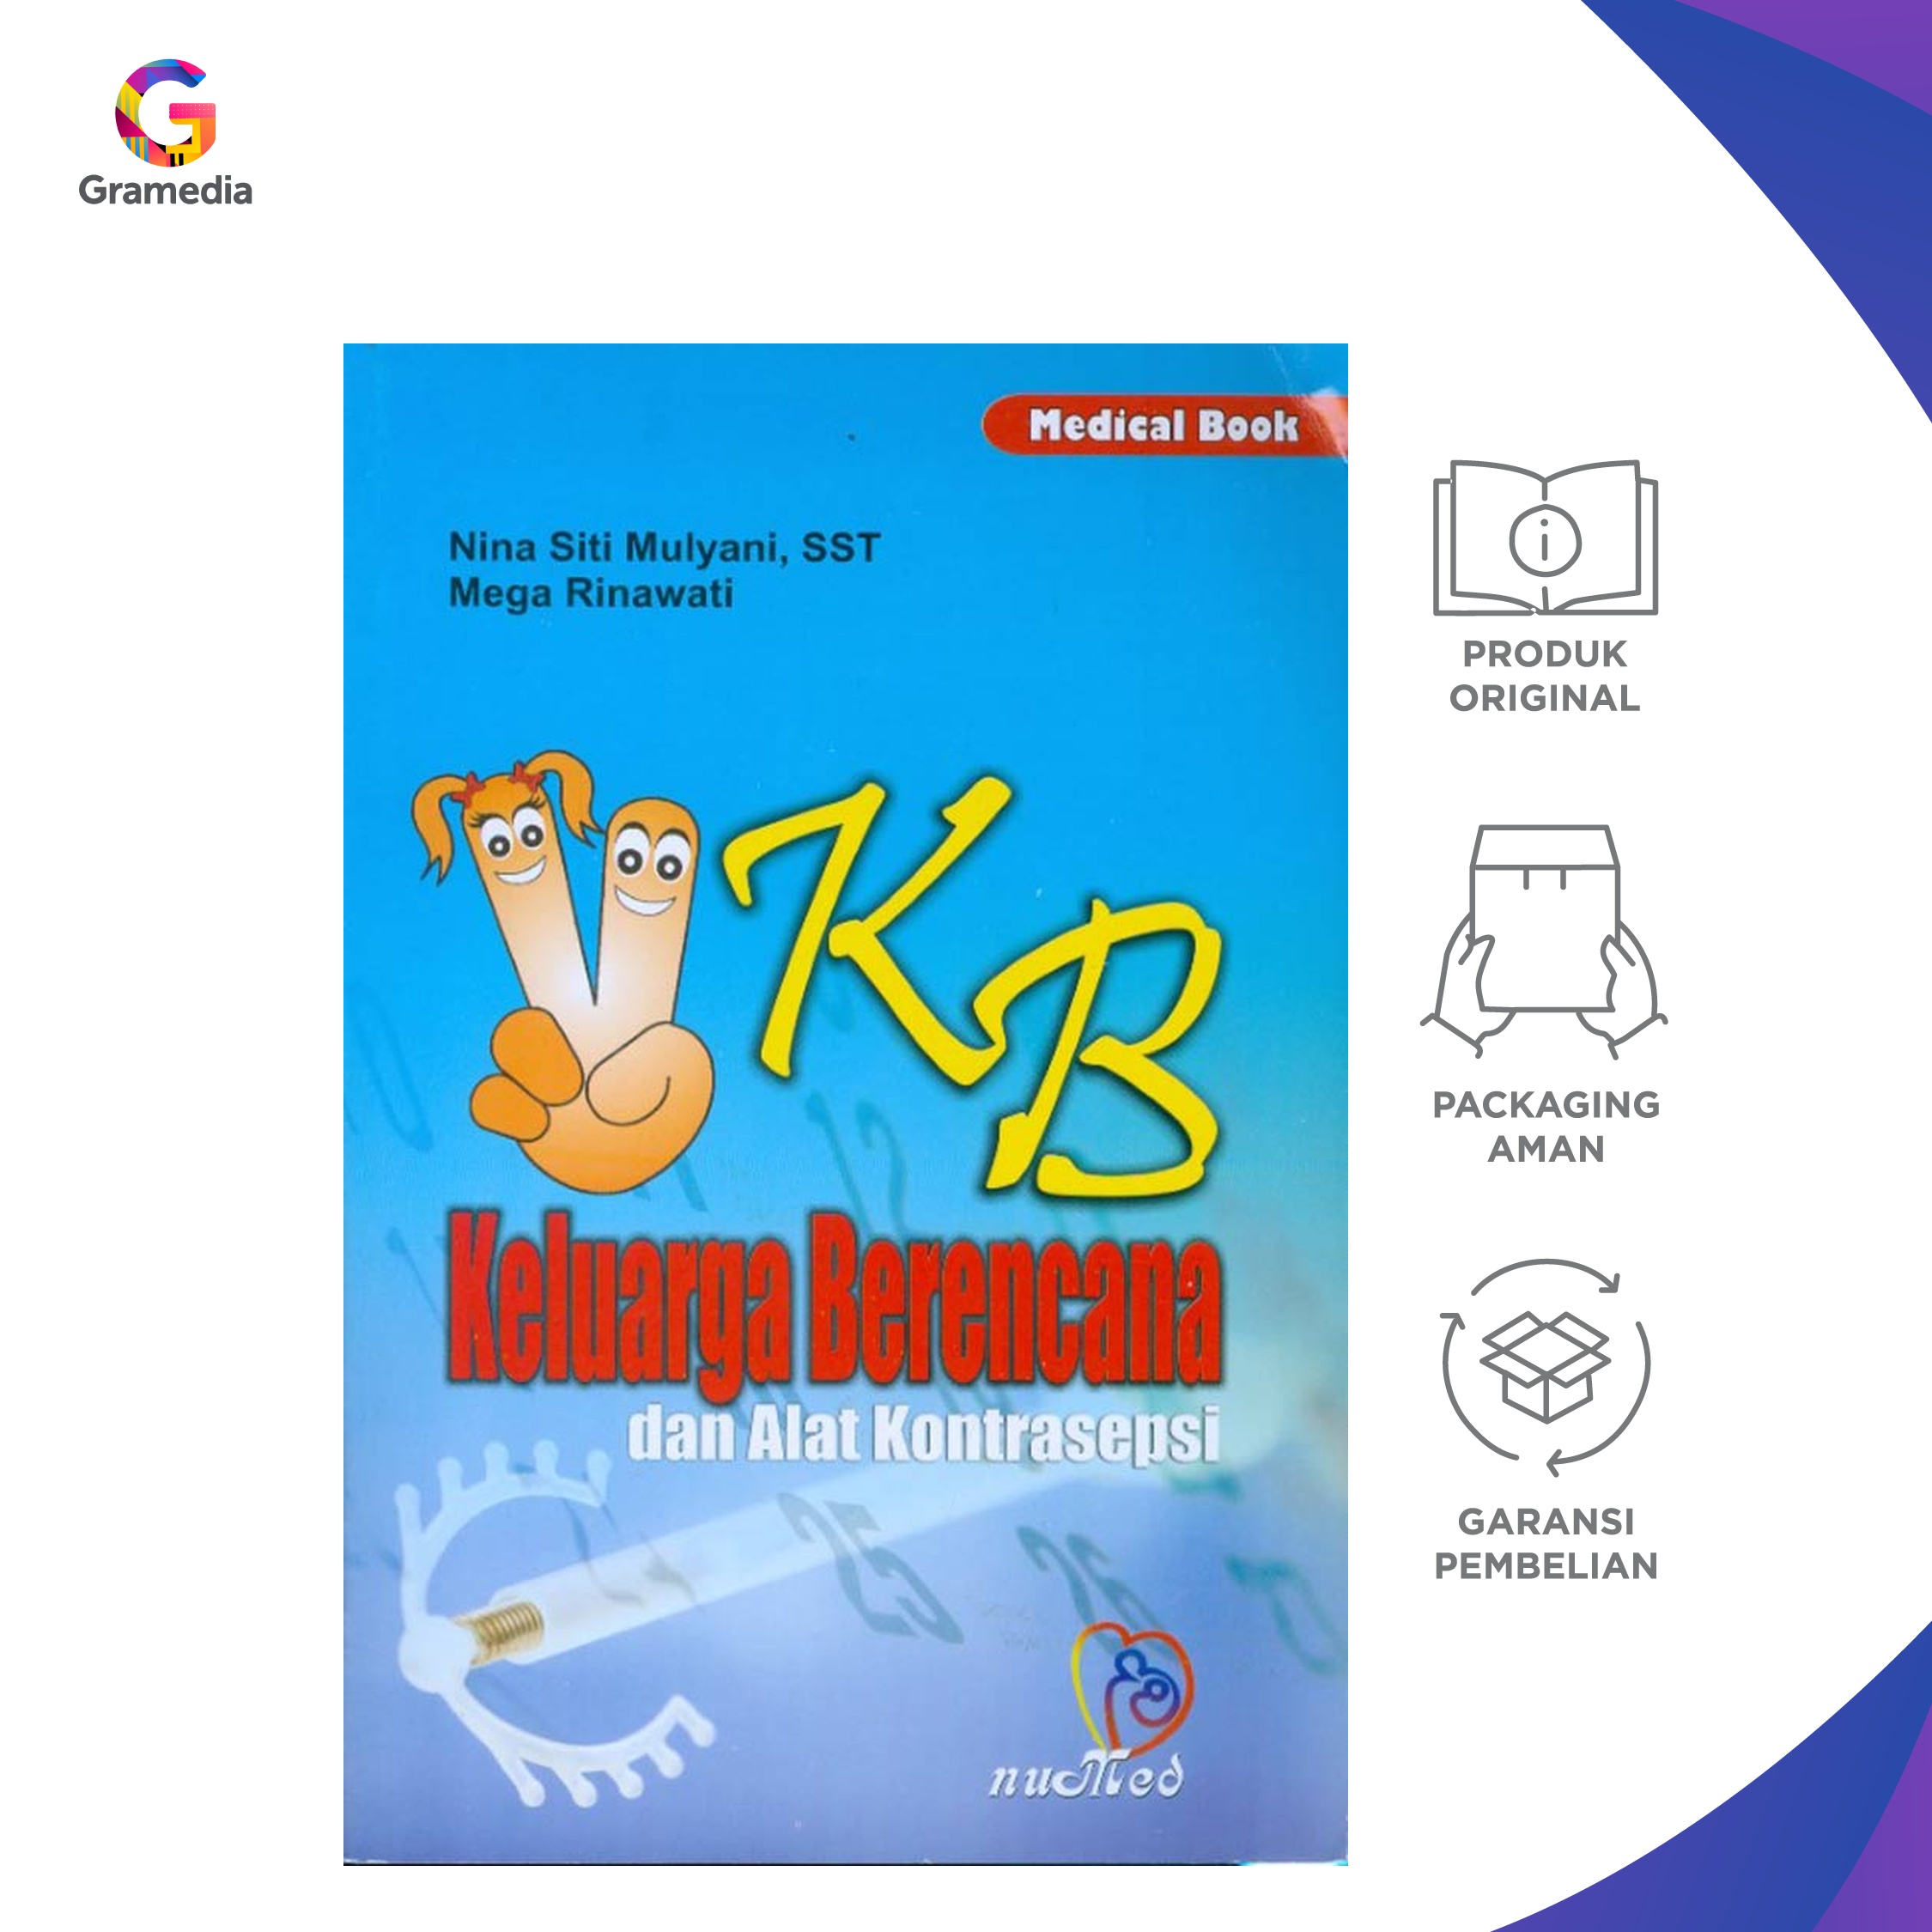 Gramedia
Medical Book
Nina Siti Mulyani, SST
Mega Rinawati
KB
Keluarga Berencana
dan Alat Kontrasepsi
25
nuMed
PRODUK
ORIGINAL
PACKAGING
AMAN
GARANSI
PEMBELIAN